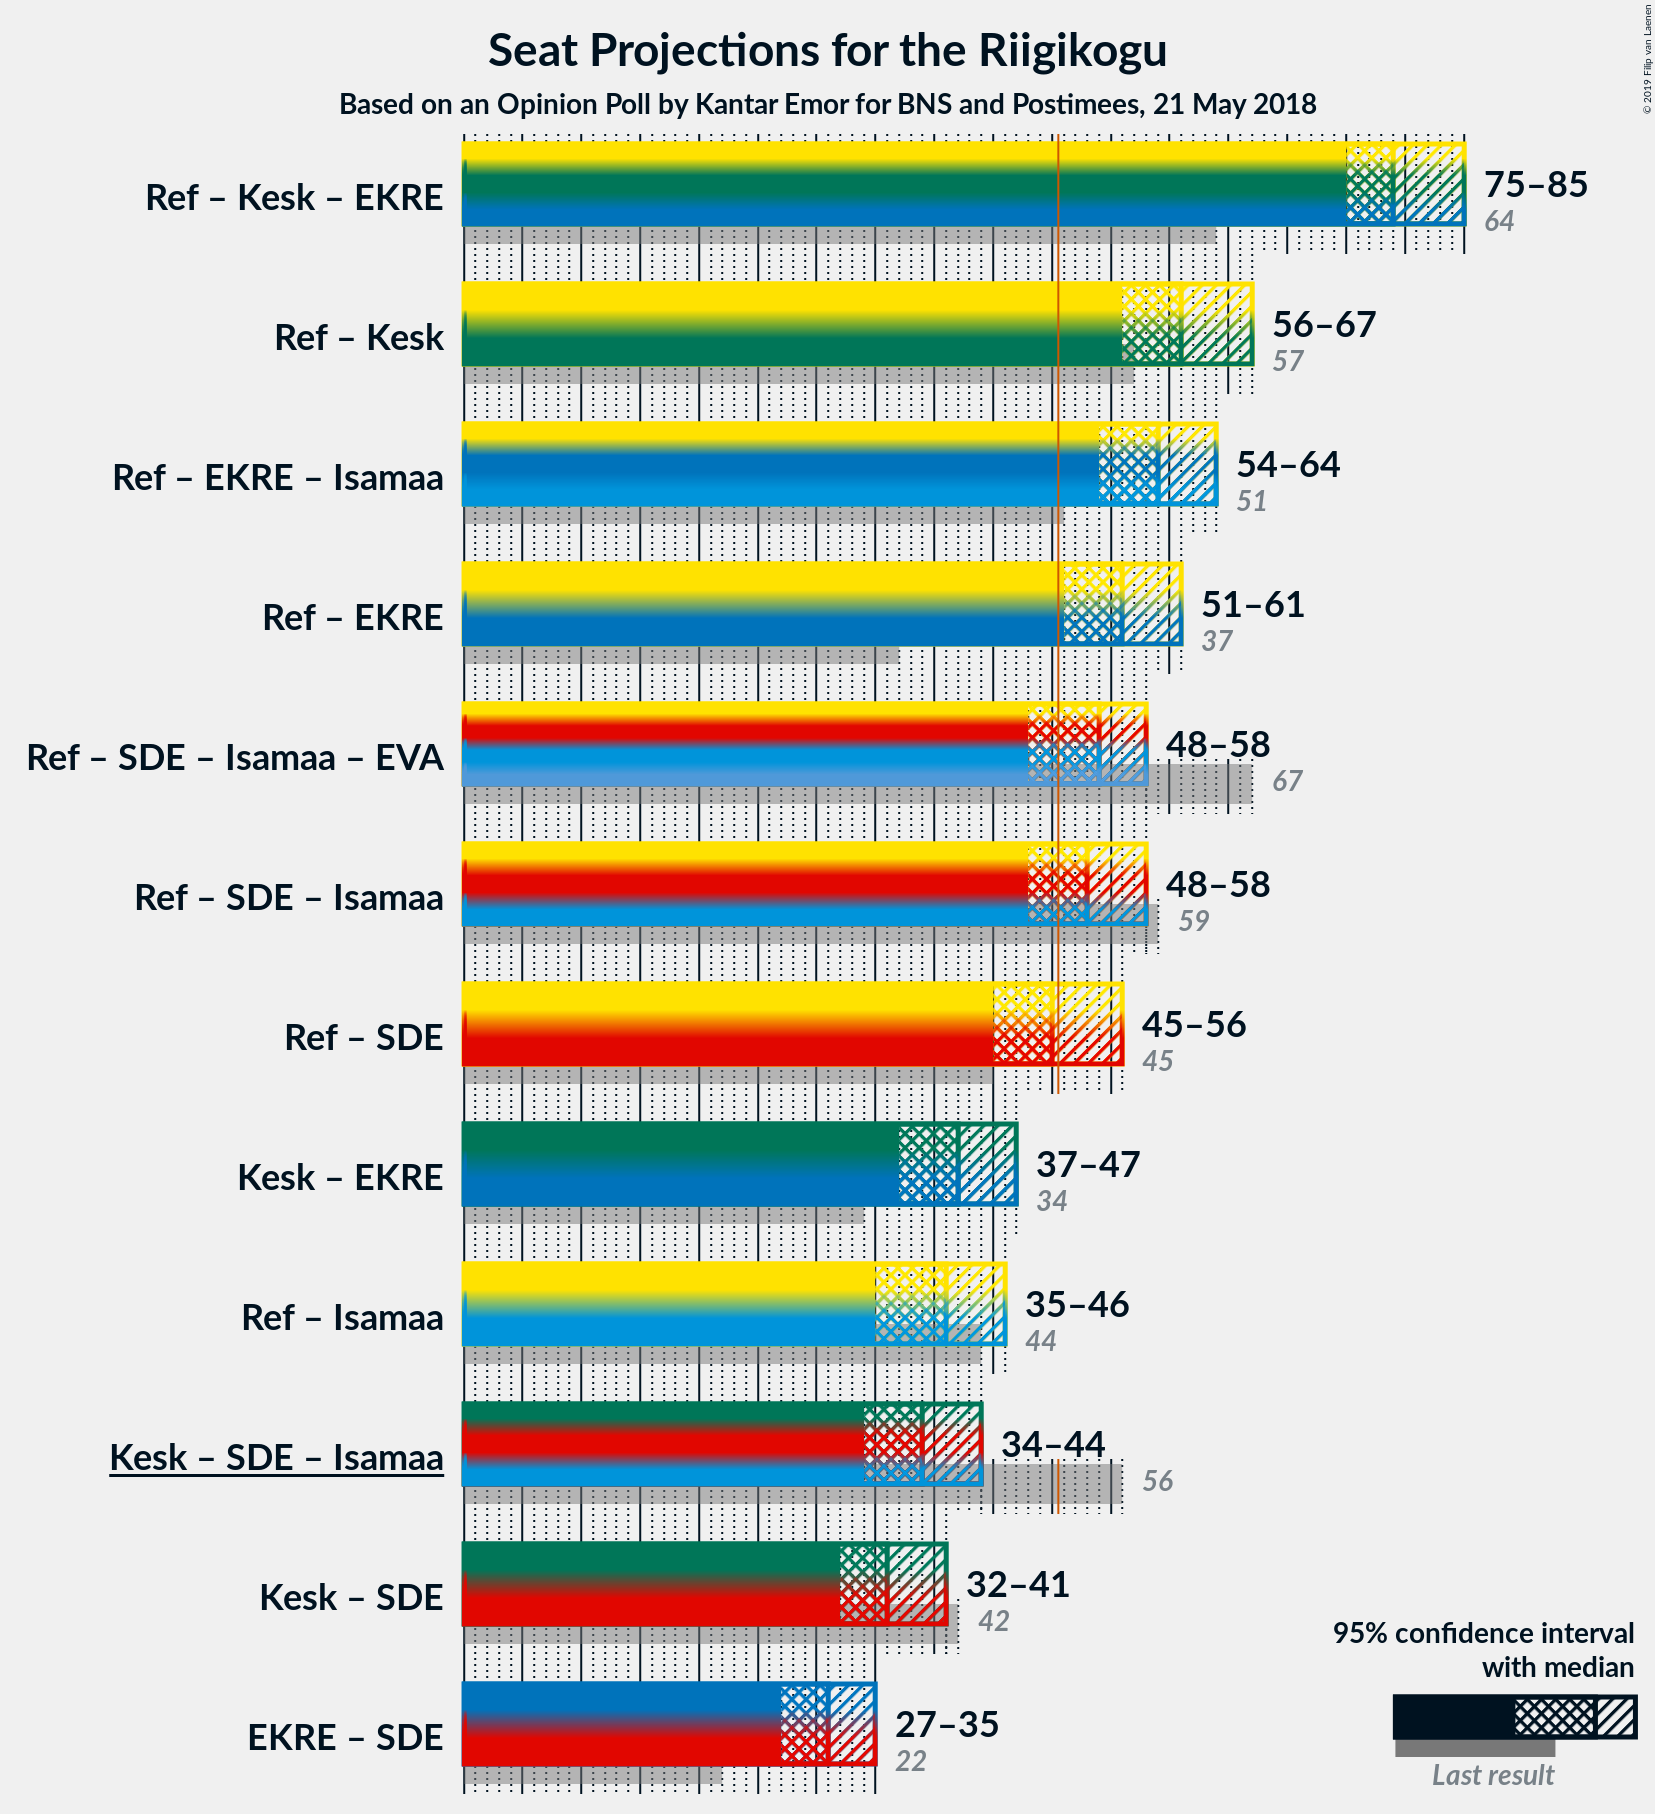 Seat Projections for the Riigikogu
Based on an Opinion Poll by Kantar Emor for BNS and Postimees, 21 May 2018
© 2019 Filip van Laenen
Ref – Kesk – EKRE
75–85
64
Ref – Kesk
56–67
57
Ref – EKRE – Isamaa
54–64
51
Ref – EKRE
51–61
37
Ref – SDE – Isamaa – EVA
48–58
67
Ref – SDE – Isamaa
48–58
59
Ref – SDE
45–56
45
Kesk – EKRE
37–47
34
Ref – Isamaa
35–46
44
Kesk – SDE – Isamaa
34–44
56
Kesk – SDE
32–41
42
EKRE – SDE
27–35
22
95% confidence interval
with median
Last result